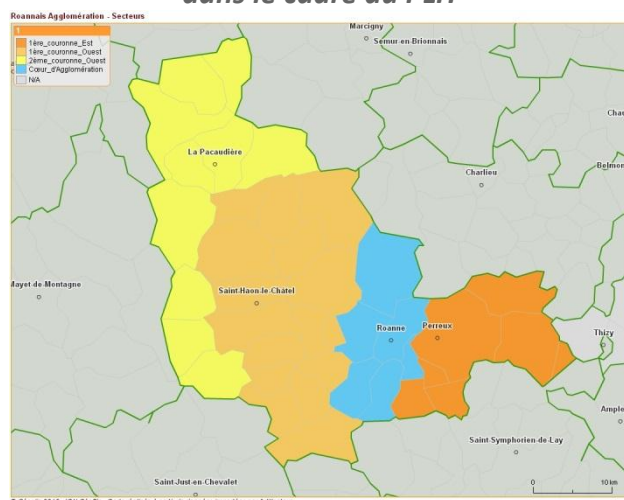 dans le cadre du PLH
Roannais Agglomération - Secteurs
1
1ère_couronne_Est
1ère_couronne_Ouest
2ème_couronne_Ouest
Cœur_d'Agglomération
N/A
Marcigny
Semur-en-Brionnais
La Pacaudière
Charlieu
Belmon
Mayet-de-Montagne
Saint-Haon-le-Châtel
Roanne
Perreux
Thizy
Ample
Saint-Symphorien-de-Lay
Saint-Just-en-Chevalet
0
10 km